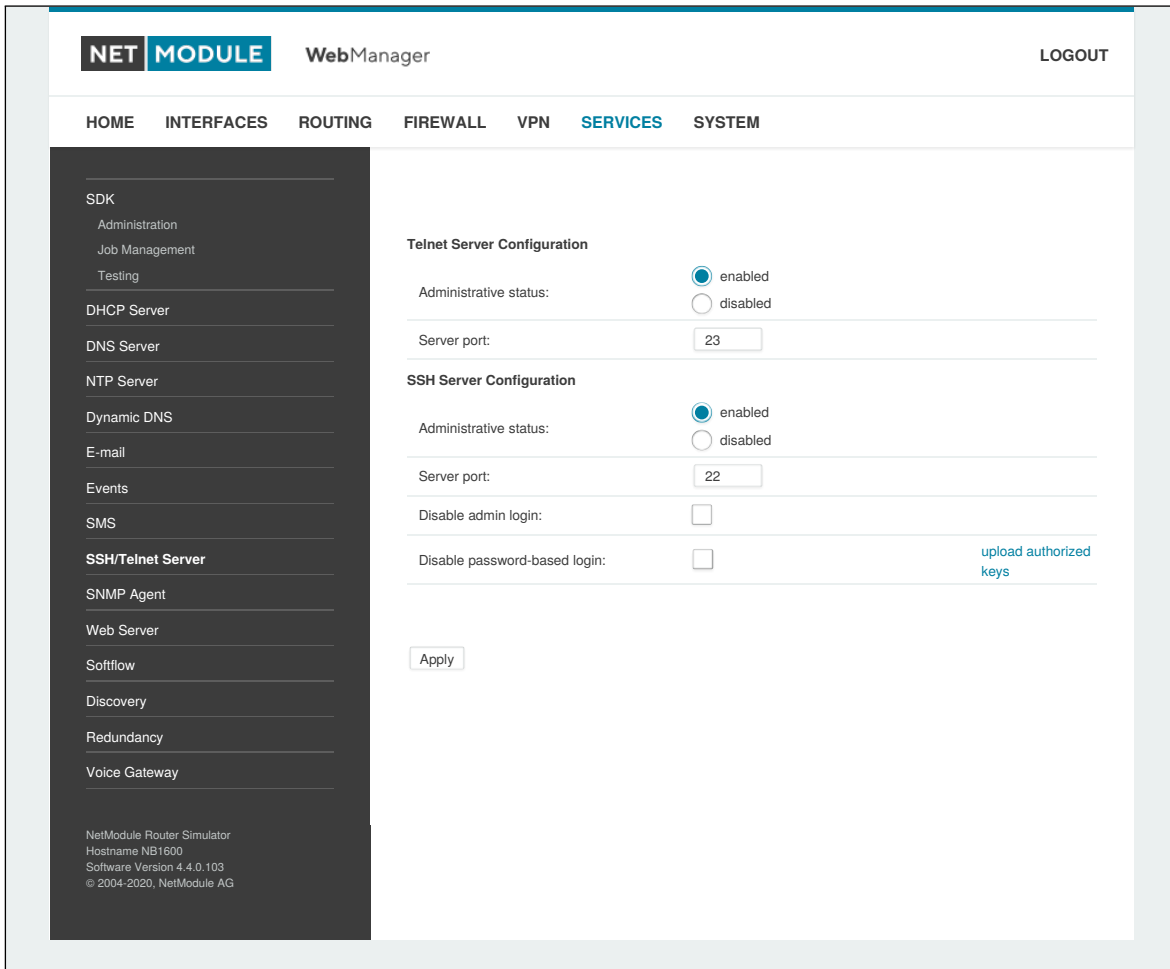 NET MODULE WebManager LOGOUT
HOME INTERFACES ROUTING FIREWALL VPN SERVICES SYSTEM
SDK
Administration
Job Management
Testing
DHCP Server
DNS Server
NTP Server
Dynamic DNS
E-mail
Events
SMS
SSH/Telnet Server
SNMP Agent
Web Server
Softflow
Discovery
Redundancy
Voice Gateway
NetModule Router Simulator
Hostname NB1600
Software Version 4.4.0.103
© 2004-2020, NetModule AG
Telnet Server Configuration
Administrative status:
enabled
disabled
Server port: 23
SSH Server Configuration
Administrative status:
enabled
disabled
Server port: 22
Disable admin login:
Disable password-based login:
upload authorized
keys
Apply